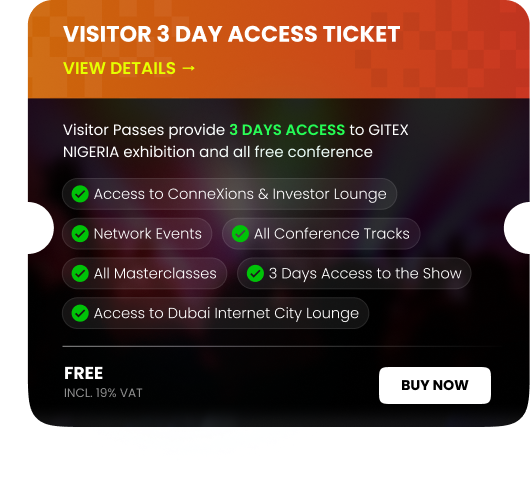 VISITOR 3 DAY ACCESS TICKET
VIEW DETAILS →
Visitor Passes provide 3 DAYS ACCESS to GITEX
NIGERIA exhibition and all free conference
Access to ConneXions & Investor Lounge
Network Events
All Conference Tracks
All Masterclasses
3 Days Access to the Show
Access to Dubai Internet City Lounge
FREE
INCL. 19% VAT
BUY NOW